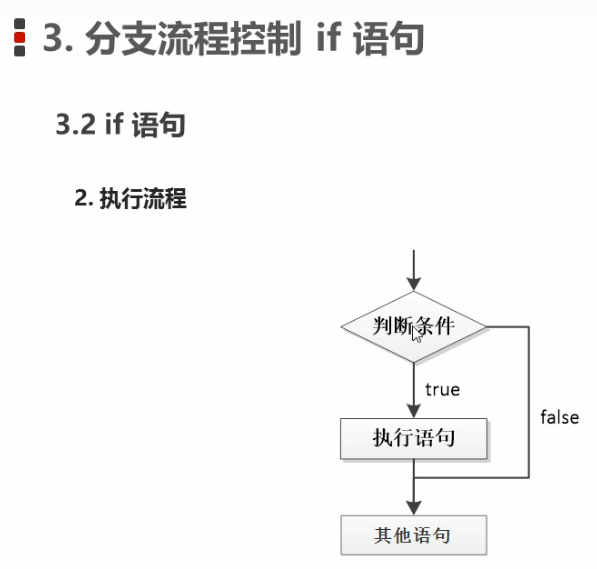 3. 分支流程控制 if 语句
3.2 if 语句
2. 执行流程
判断条件
true
false
执行语句
其他语句